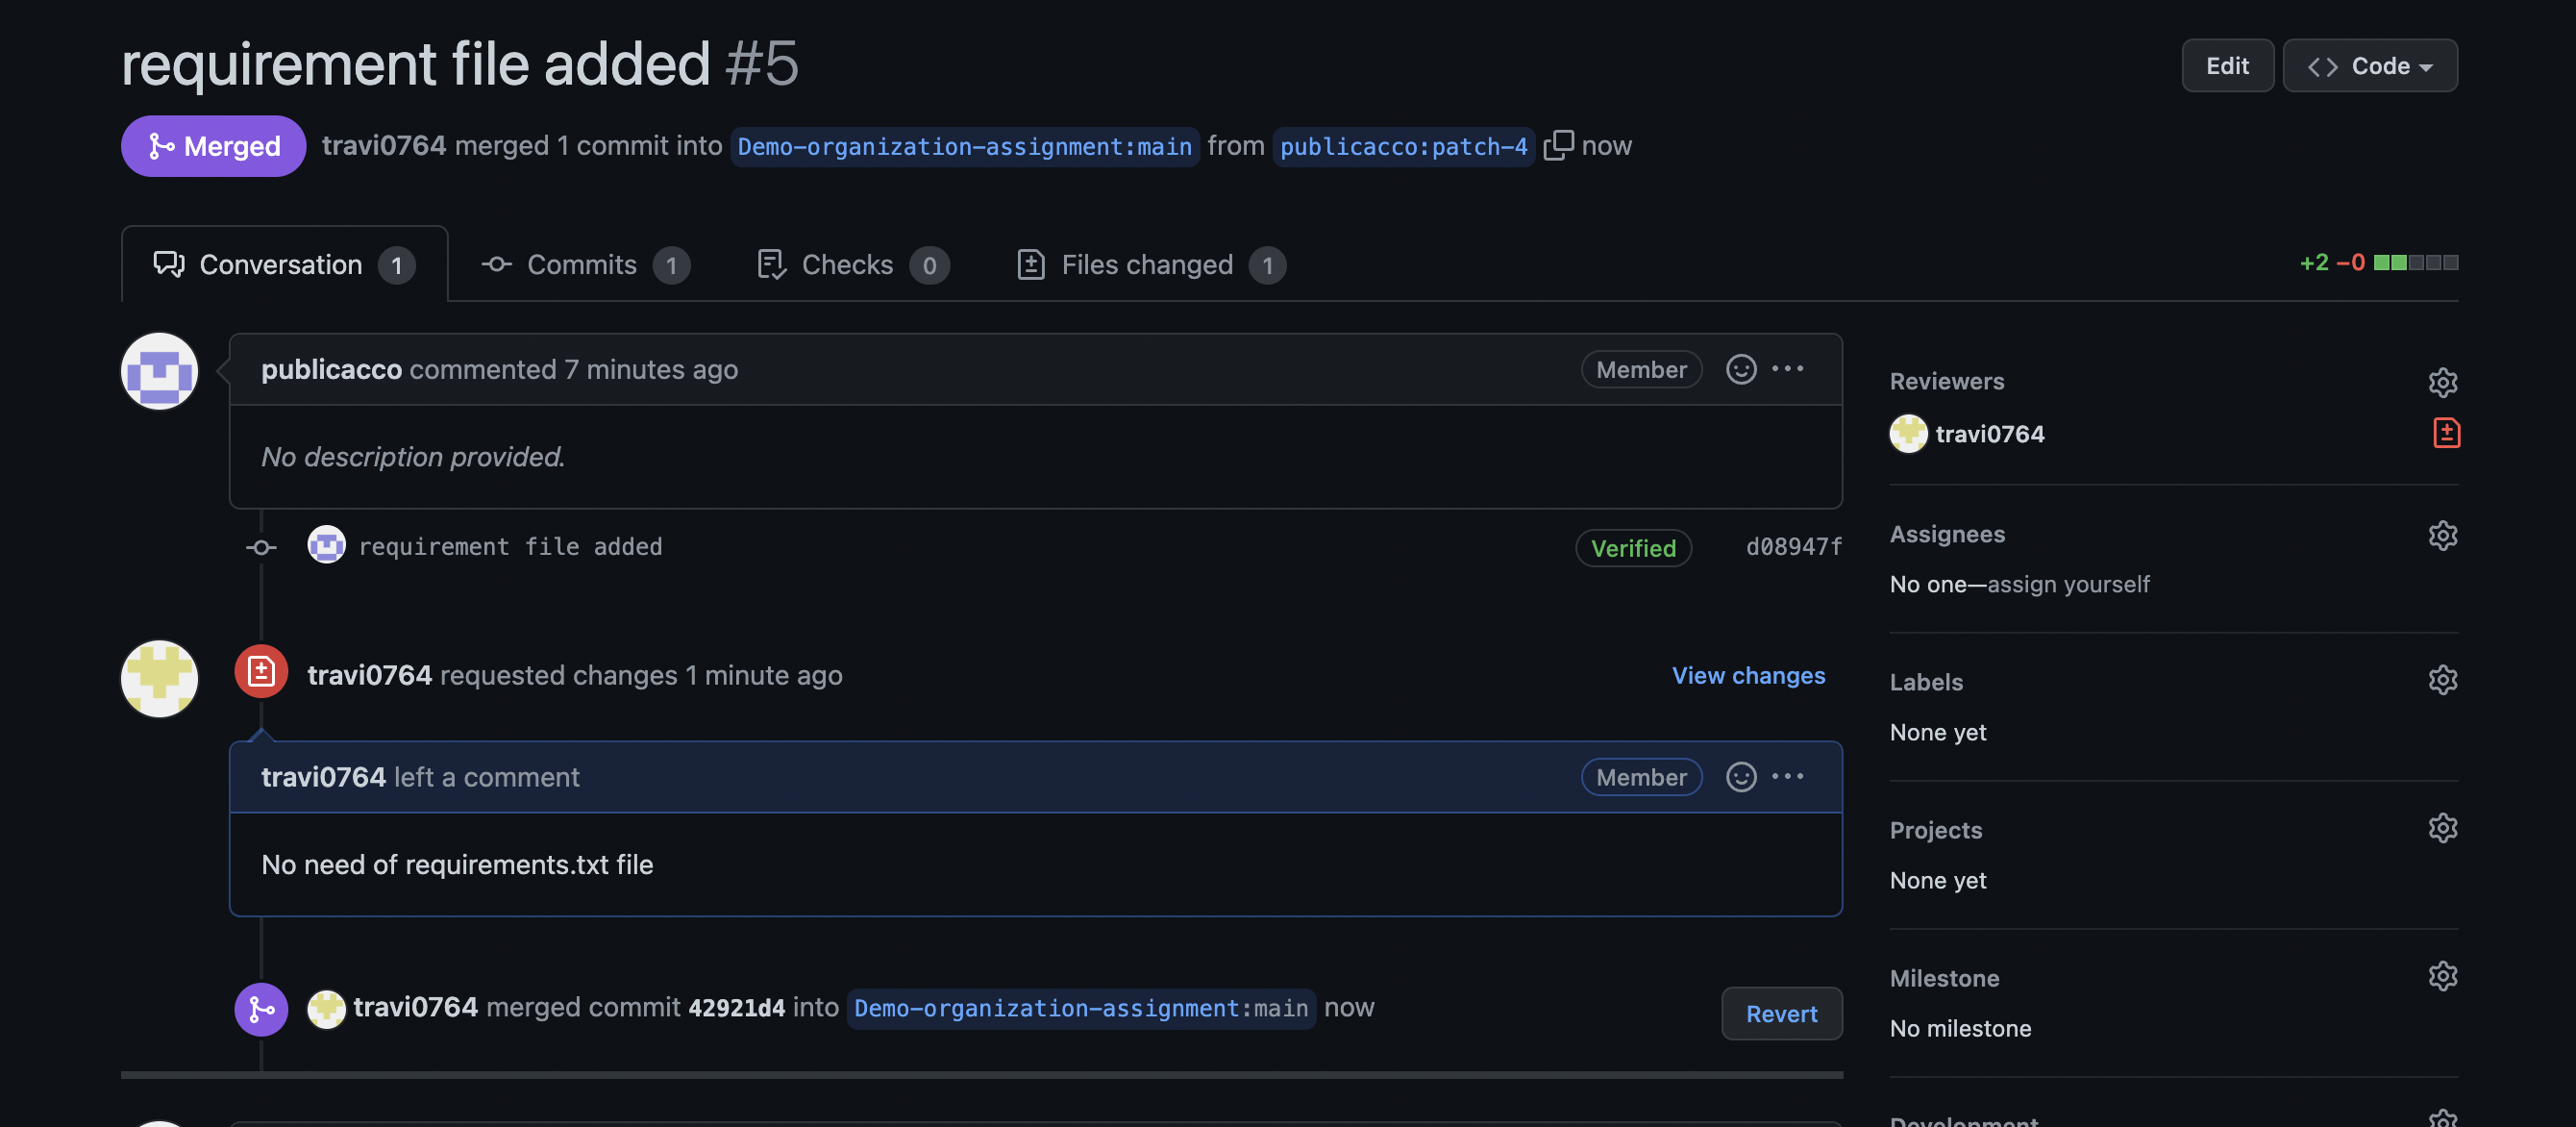 requirement file added #5
Edit
Code
Merged
travi0764 merged 1 commit into Demo-organization-assignment:main from publicacco:patch-4 now
Conversation 1
Commits 1
Checks 0
Files changed 1
+2 −0
publicacco commented 7 minutes ago
Member
No description provided.
requirement file added
Verified
d08947f
travi0764 requested changes 1 minute ago
View changes
travi0764 left a comment
Member
No need of requirements.txt file
travi0764 merged commit 42921d4 into Demo-organization-assignment:main now
Revert
Reviewers
travi0764
Assignees
No one—assign yourself
Labels
None yet
Projects
None yet
Milestone
No milestone
Development